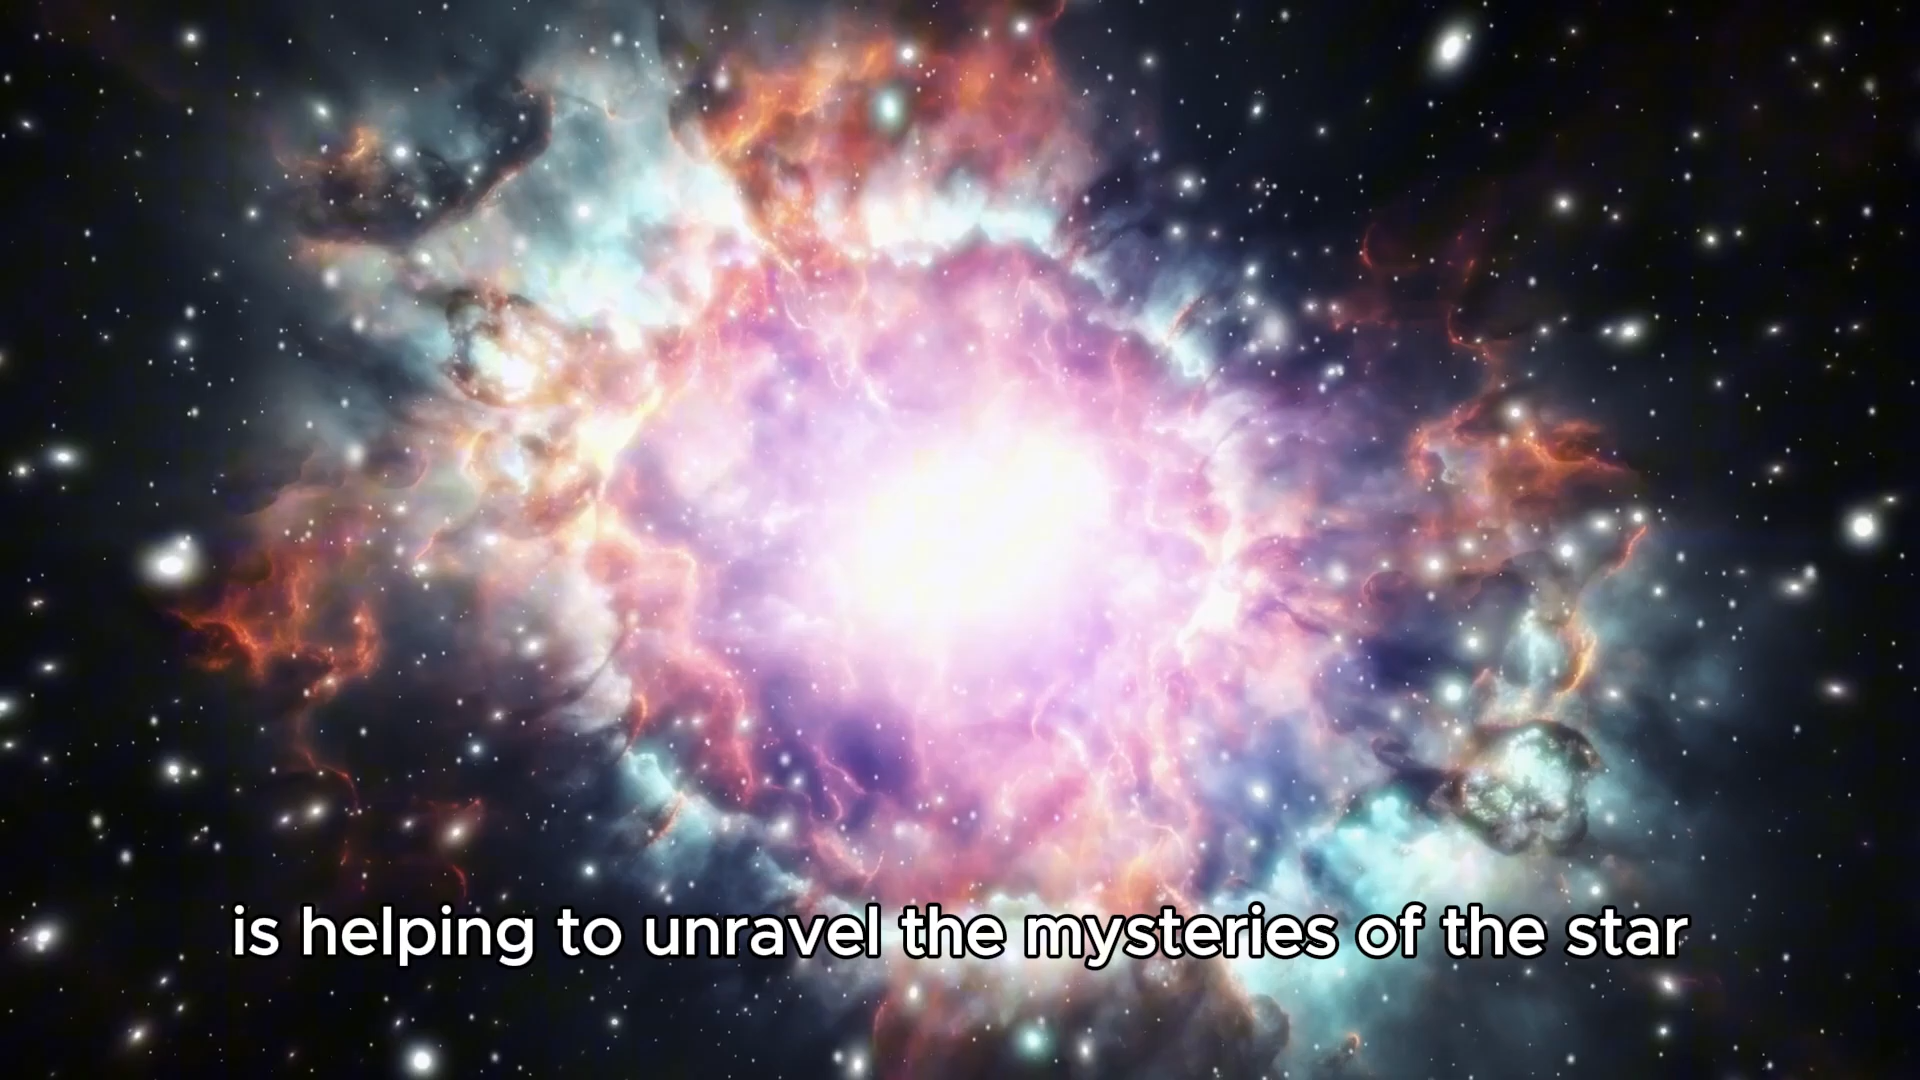 is helping to unravel the mysteries of the star